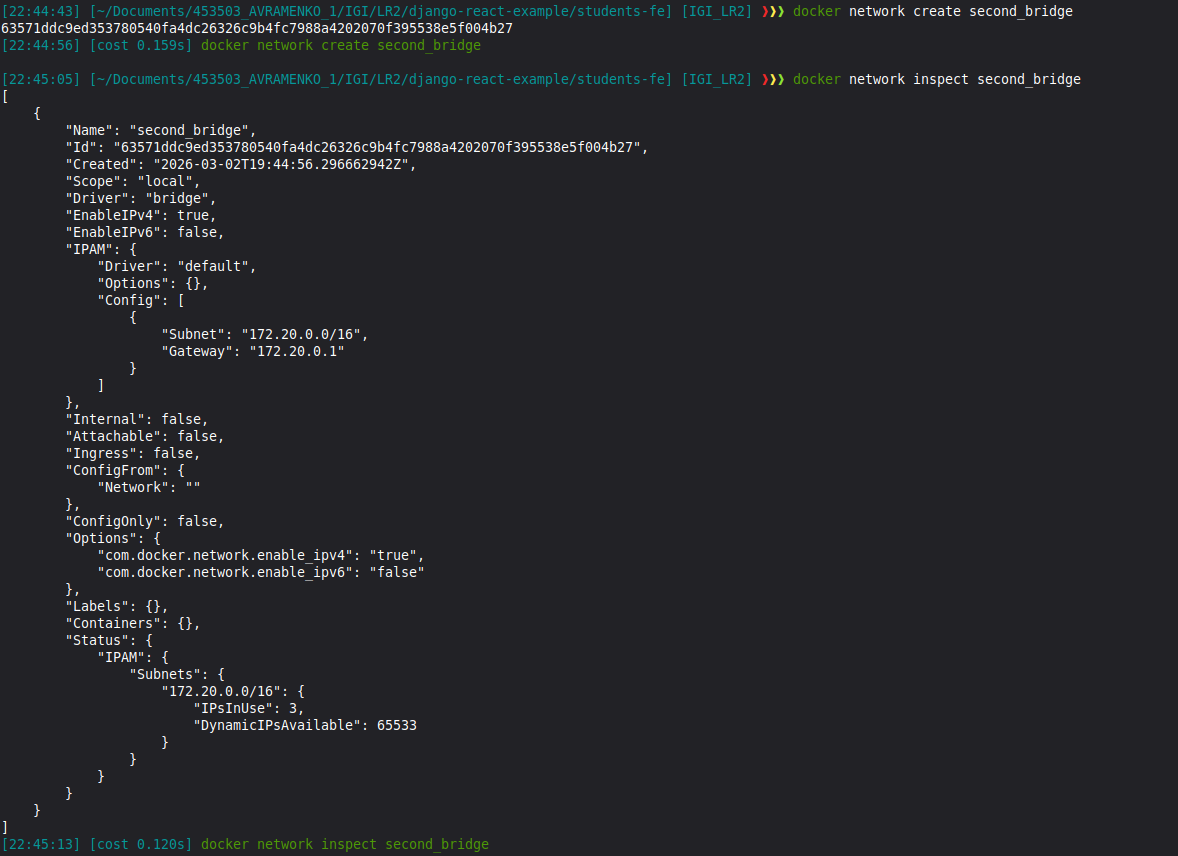 [22:44:43] [~/Documents/453503_AVRAMENKO_1/IGI/LR2/django-react-example/students-fe] [IGI_LR2] ❯❯❯ docker network create second_bridge
63571ddc9ed353780540fa4dc26326c9b4fc7988a4202070f395538e5f004b27
[22:44:56] [cost 0.159s] docker network create second_bridge

[22:45:05] [~/Documents/453503_AVRAMENKO_1/IGI/LR2/django-react-example/students-fe] [IGI_LR2] ❯❯❯ docker network inspect second_bridge
[
    {
        "Name": "second_bridge",
        "Id": "63571ddc9ed353780540fa4dc26326c9b4fc7988a4202070f395538e5f004b27",
        "Created": "2026-03-02T19:44:56.296662942Z",
        "Scope": "local",
        "Driver": "bridge",
        "EnableIPv4": true,
        "EnableIPv6": false,
        "IPAM": {
            "Driver": "default",
            "Options": {},
            "Config": [
                {
                    "Subnet": "172.20.0.0/16",
                    "Gateway": "172.20.0.1"
                }
            ]
        },
        "Internal": false,
        "Attachable": false,
        "Ingress": false,
        "ConfigFrom": {
            "Network": ""
        },
        "ConfigOnly": false,
        "Options": {
            "com.docker.network.enable_ipv4": "true",
            "com.docker.network.enable_ipv6": "false"
        },
        "Labels": {},
        "Containers": {},
        "Status": {
            "IPAM": {
                "Subnets": {
                    "172.20.0.0/16": {
                        "IPsInUse": 3,
                        "DynamicIPsAvailable": 65533
                    }
                }
            }
        }
    }
]
[22:45:13] [cost 0.120s] docker network inspect second_bridge